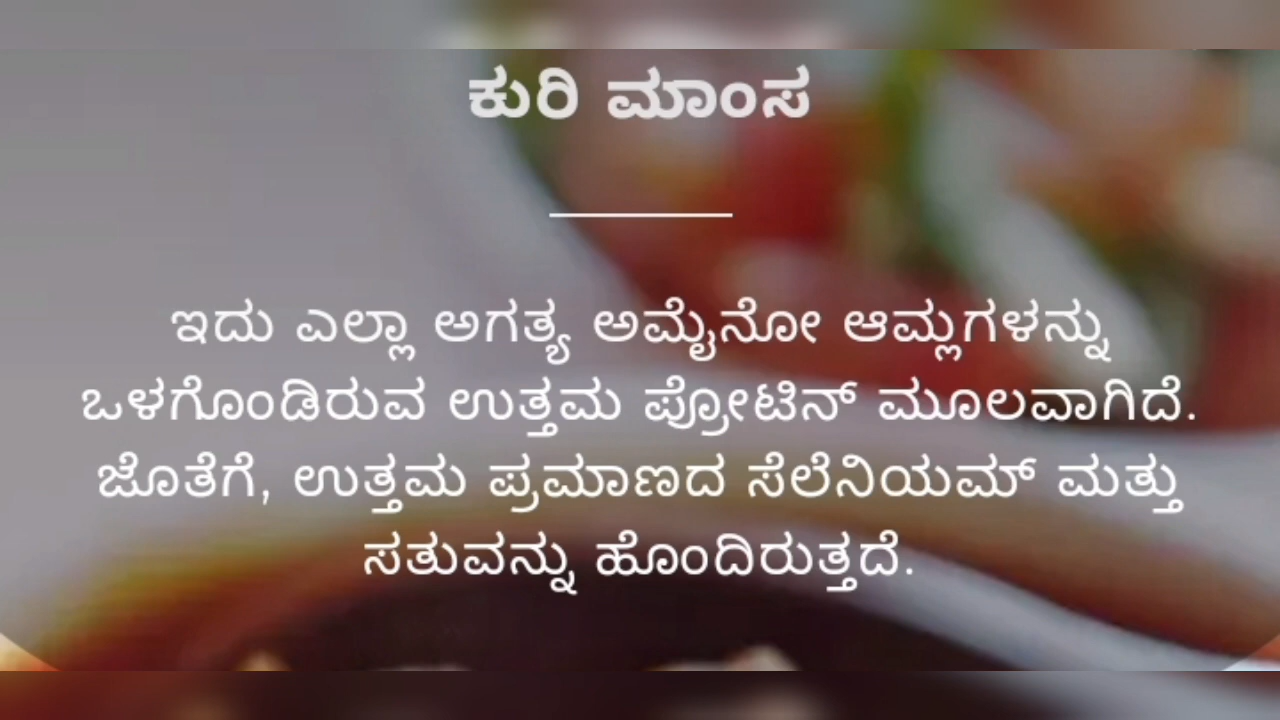 ಕುರಿ ಮಾಂಸ
ಇದು ಎಲ್ಲಾ ಅಗತ್ಯ ಅಮೈನೋ ಆಮ್ಲಗಳನ್ನು
ಒಳಗೊಂಡಿರುವ ಉತ್ತಮ ಪ್ರೋಟಿನ್ ಮೂಲವಾಗಿದೆ.
ಜೊತೆಗೆ, ಉತ್ತಮ ಪ್ರಮಾಣದ ಸೆಲೆನಿಯಮ್ ಮತ್ತು
ಸತುವನ್ನು ಹೊಂದಿರುತ್ತದೆ.